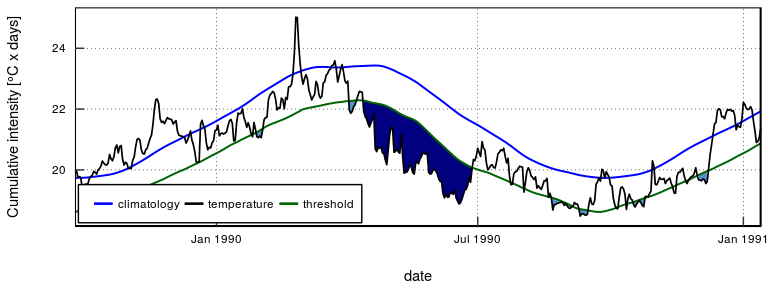 Cumulative intensity [°C x days]
24
22
20
climatology temperature threshold
Jan 1990 Jul 1990 Jan 1991
date